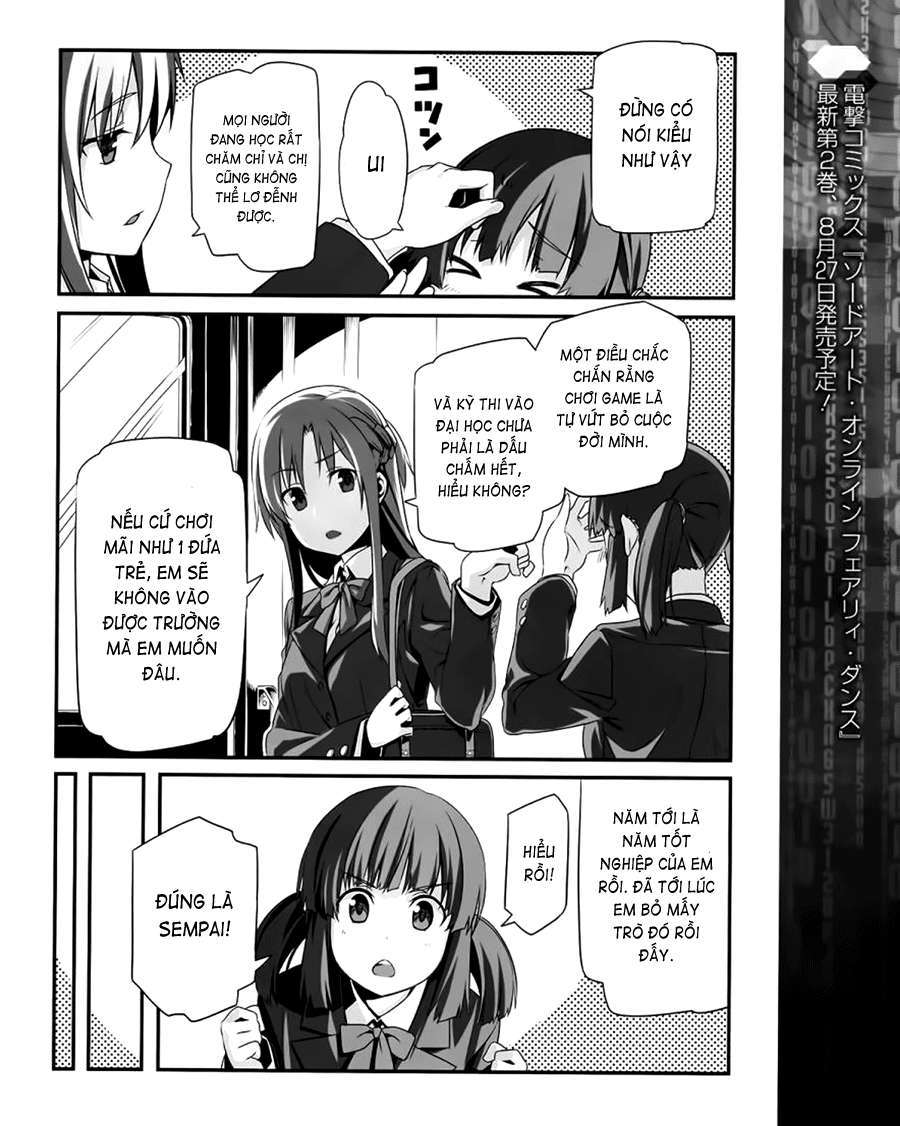 電撃コミックス『ソードアート・オンライン フェアリィ・ダンス』
最新第2巻、8月27日発売予定！
ĐỪNG CÓ
NÓI KIỂU
NHƯ VẬY
コツン
UI
MỌI NGƯỜI
ĐANG HỌC RẤT
CHĂM CHỈ VÀ CHỊ
CŨNG KHÔNG
THỂ LƠ ĐỄNH
ĐƯỢC.
MỘT ĐIỀU CHẮC
CHẮN RẰNG
CHƠI GAME LÀ
TỰ VỨT BỎ CUỘC
ĐỜI MÌNH.
VÀ KỲ THI VÀO
ĐẠI HỌC CHƯA
PHẢI LÀ DẤU
CHẤM HẾT,
HIỂU KHÔNG?
NẾU CỨ CHƠI
MÃI NHƯ 1 ĐỨA
TRẺ, EM SẼ
KHÔNG VÀO
ĐƯỢC TRƯỜNG
MÀ EM MUỐN
ĐÂU.
NĂM TỚI LÀ
NĂM TỐT
NGHIỆP CỦA EM
RỒI. ĐÃ TỚI LÚC
EM BỎ MẤY
TRÒ ĐÓ RỒI
ĐẤY.
HIỂU
RỒI!
ĐÚNG LÀ
SEMPAI!